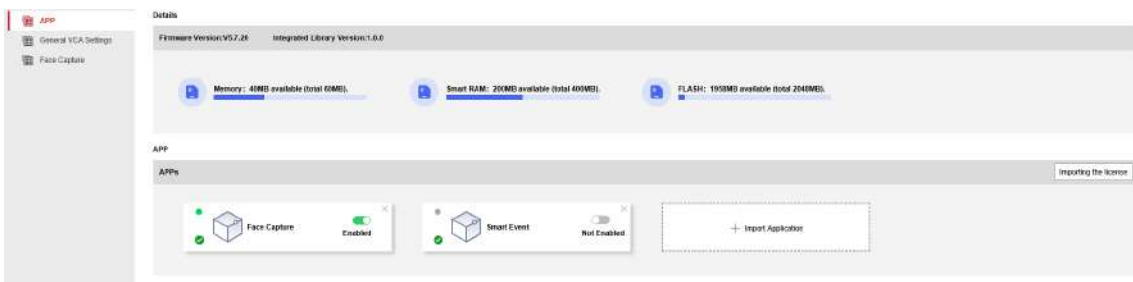 Details
APP
General VCA Settings
Face Capture
Firmware Version:V5.7.20 Integrated Library Version:1.0.0
Memory: 40MB available (total 60MB).
Smart RAM: 200MB available (total 400MB).
FLASH: 1958MB available (total 2048MB).
APP
APPs
Importing the license
Face Capture
Enabled
Smart Event
Not Enabled
+ Import Application